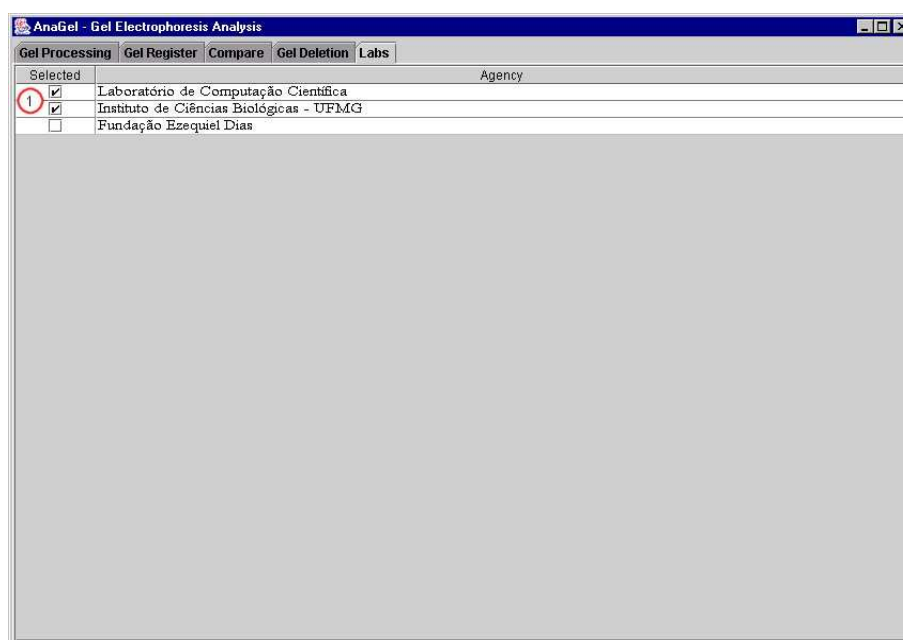 AnaGel - Gel Electrophoresis Analysis
Gel Processing Gel Register Compare Gel Deletion Labs
Selected Agency
1
Laboratório de Computação Científica
Instituto de Ciências Biológicas - UFMG
Fundação Ezequiel Dias